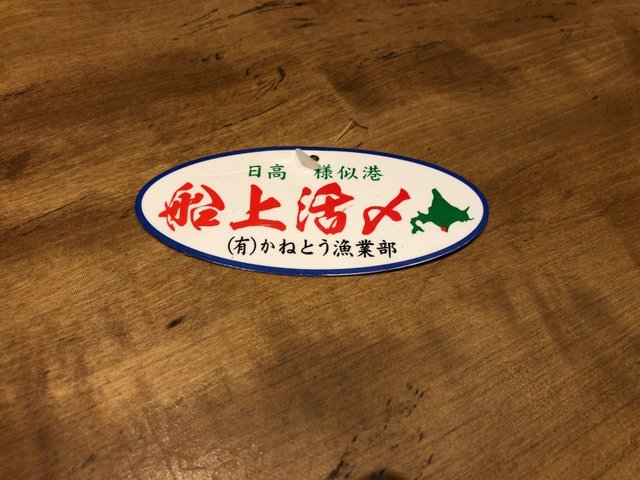 日高 様似港
船上活〆
(有)かねとう漁業部